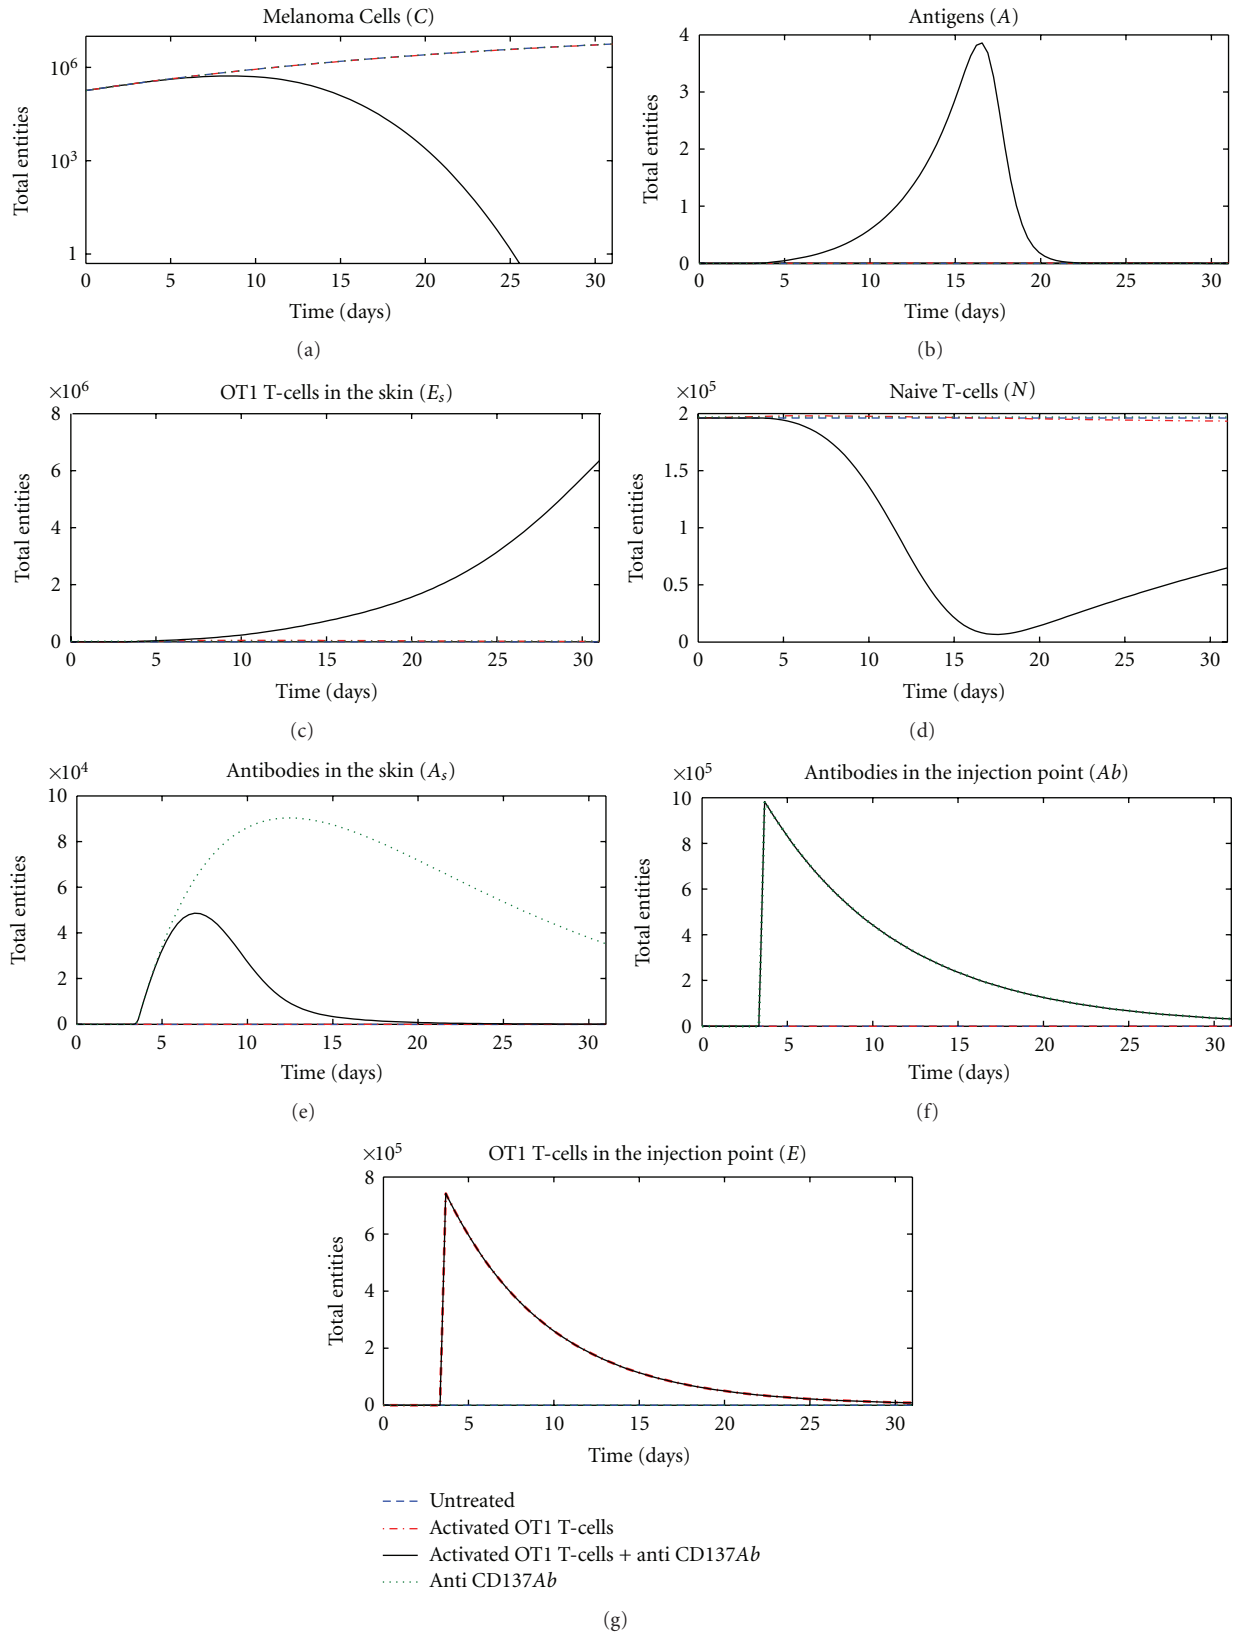 Melanoma Cells (C)
Total entities
10^6
10^3
1
0 5 10 15 20 25 30
Time (days)
(a)
Antigens (A)
Total entities
4
3
2
1
0
0 5 10 15 20 25 30
Time (days)
(b)
OT1 T-cells in the skin (E_s)
×10^6
Total entities
8
6
4
2
0
0 5 10 15 20 25 30
Time (days)
(c)
Naive T-cells (N)
×10^5
Total entities
2
1.5
1
0.5
0
0 5 10 15 20 25 30
Time (days)
(d)
Antibodies in the skin (A_s)
×10^4
Total entities
10
8
6
4
2
0
0 5 10 15 20 25 30
Time (days)
(e)
Antibodies in the injection point (Ab)
×10^5
Total entities
10
8
6
4
2
0
0 5 10 15 20 25 30
Time (days)
(f)
OT1 T-cells in the injection point (E)
×10^5
Total entities
8
6
4
2
0
0 5 10 15 20 25 30
Time (days)
Untreated
Activated OT1 T-cells
Activated OT1 T-cells + anti CD137Ab
Anti CD137Ab
(g)